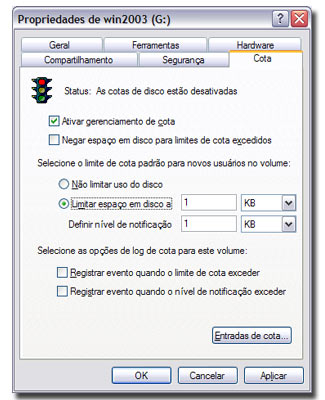 Propriedades de win2003 (G:)
Geral Ferramentas Hardware
Compartilhamento Segurança Cota
Status: As cotas de disco estão desativadas
Ativar gerenciamento de cota
Negar espaço em disco para limites de cota excedidos
Selecione o limite de cota padrão para novos usuários no volume:
Não limitar uso do disco
Limitar espaço em disco a 1 KB
Definir nível de notificação 1 KB
Selecione as opções de log de cota para este volume:
Registrar evento quando o limite de cota exceder
Registrar evento quando o nível de notificação exceder
Entradas de cota...
OK Cancelar Aplicar